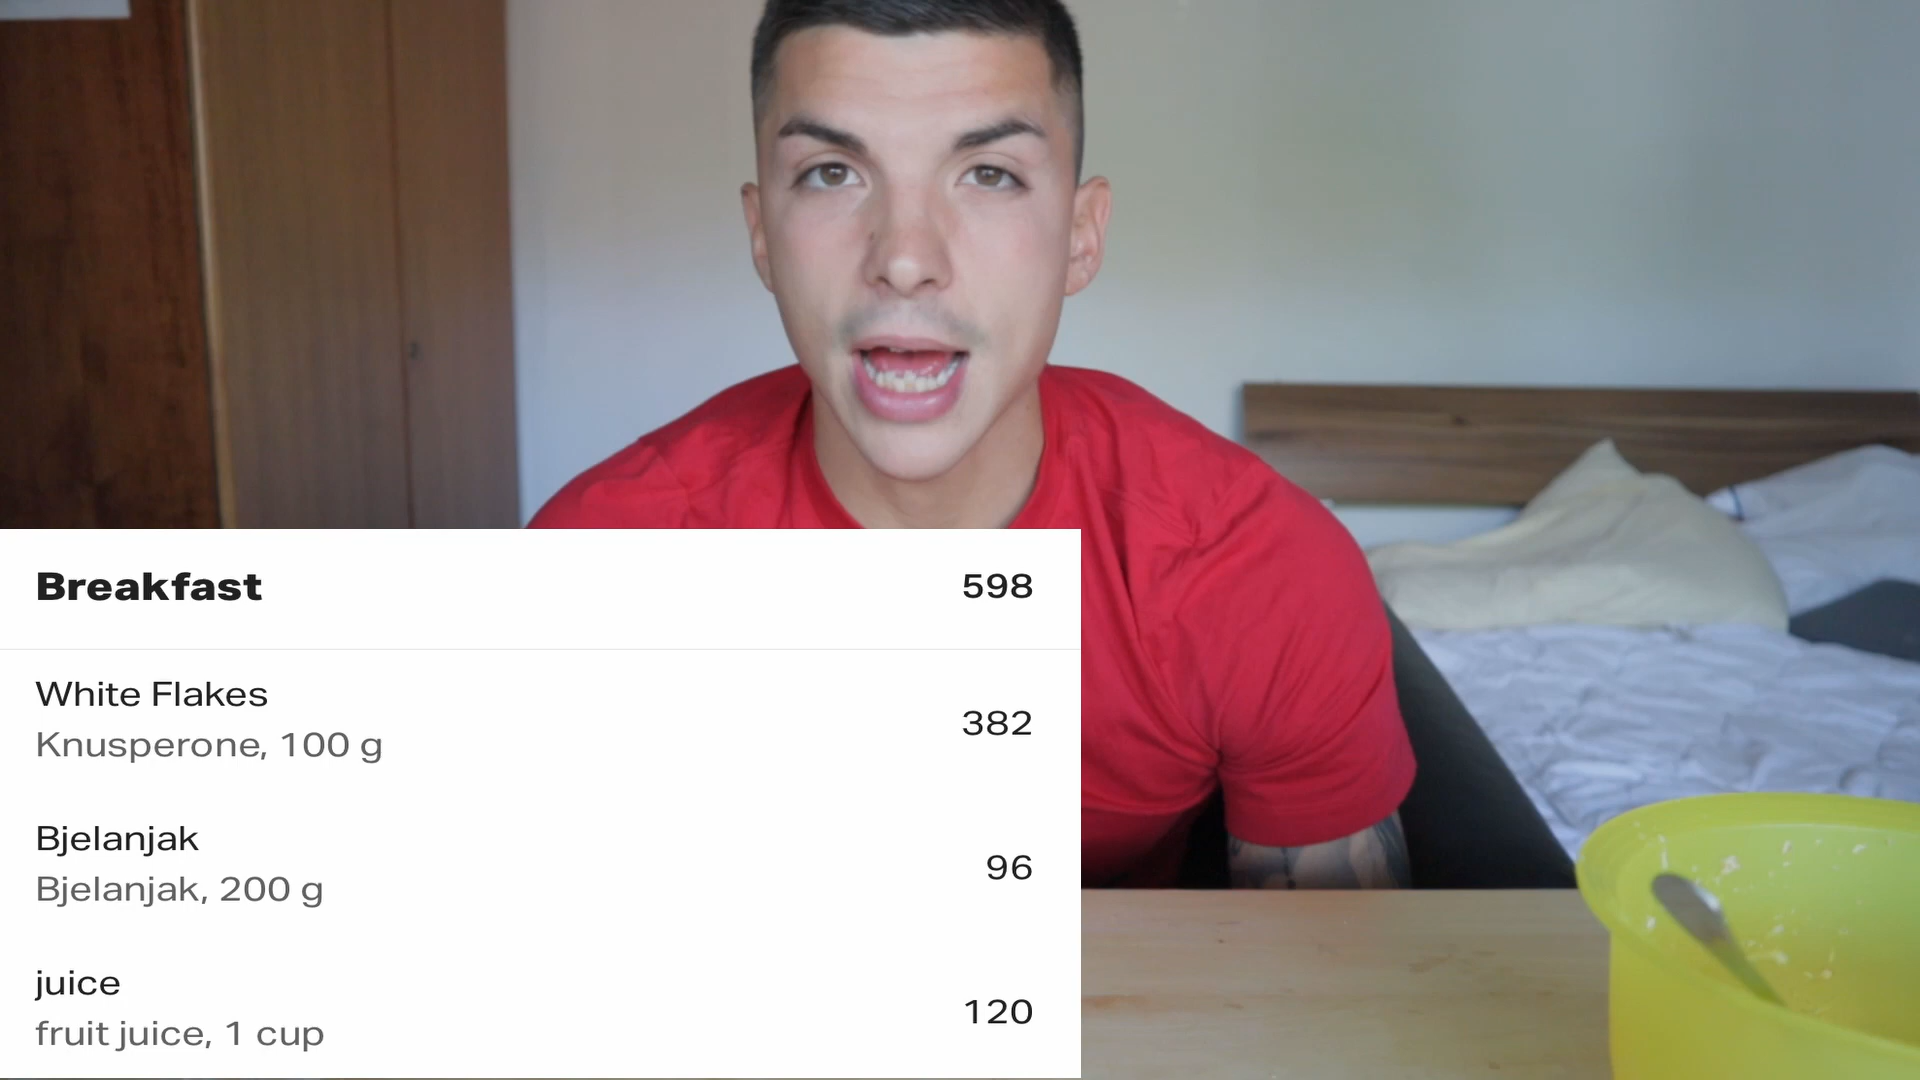 Breakfast 598
White Flakes
Knusperone, 100 g 382
Bjelanjak
Bjelanjak, 200 g 96
juice
fruit juice, 1 cup 120